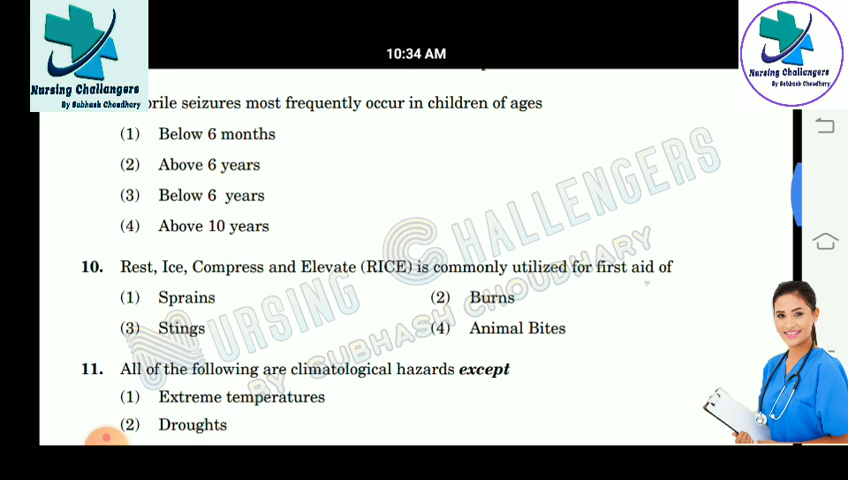 10:34 AM
Nursing Challangers
By Subhash Choudhary
Nursing Challangers
By Subhash Choudhary
brile seizures most frequently occur in children of ages
(1) Below 6 months
(2) Above 6 years
(3) Below 6 years
(4) Above 10 years
10. Rest, Ice, Compress and Elevate (RICE) is commonly utilized for first aid of
(1) Sprains (2) Burns
(3) Stings (4) Animal Bites
11. All of the following are climatological hazards except
(1) Extreme temperatures
(2) Droughts
NURSING CHALLENGERS
BY SUBHASH CHOUDHARY